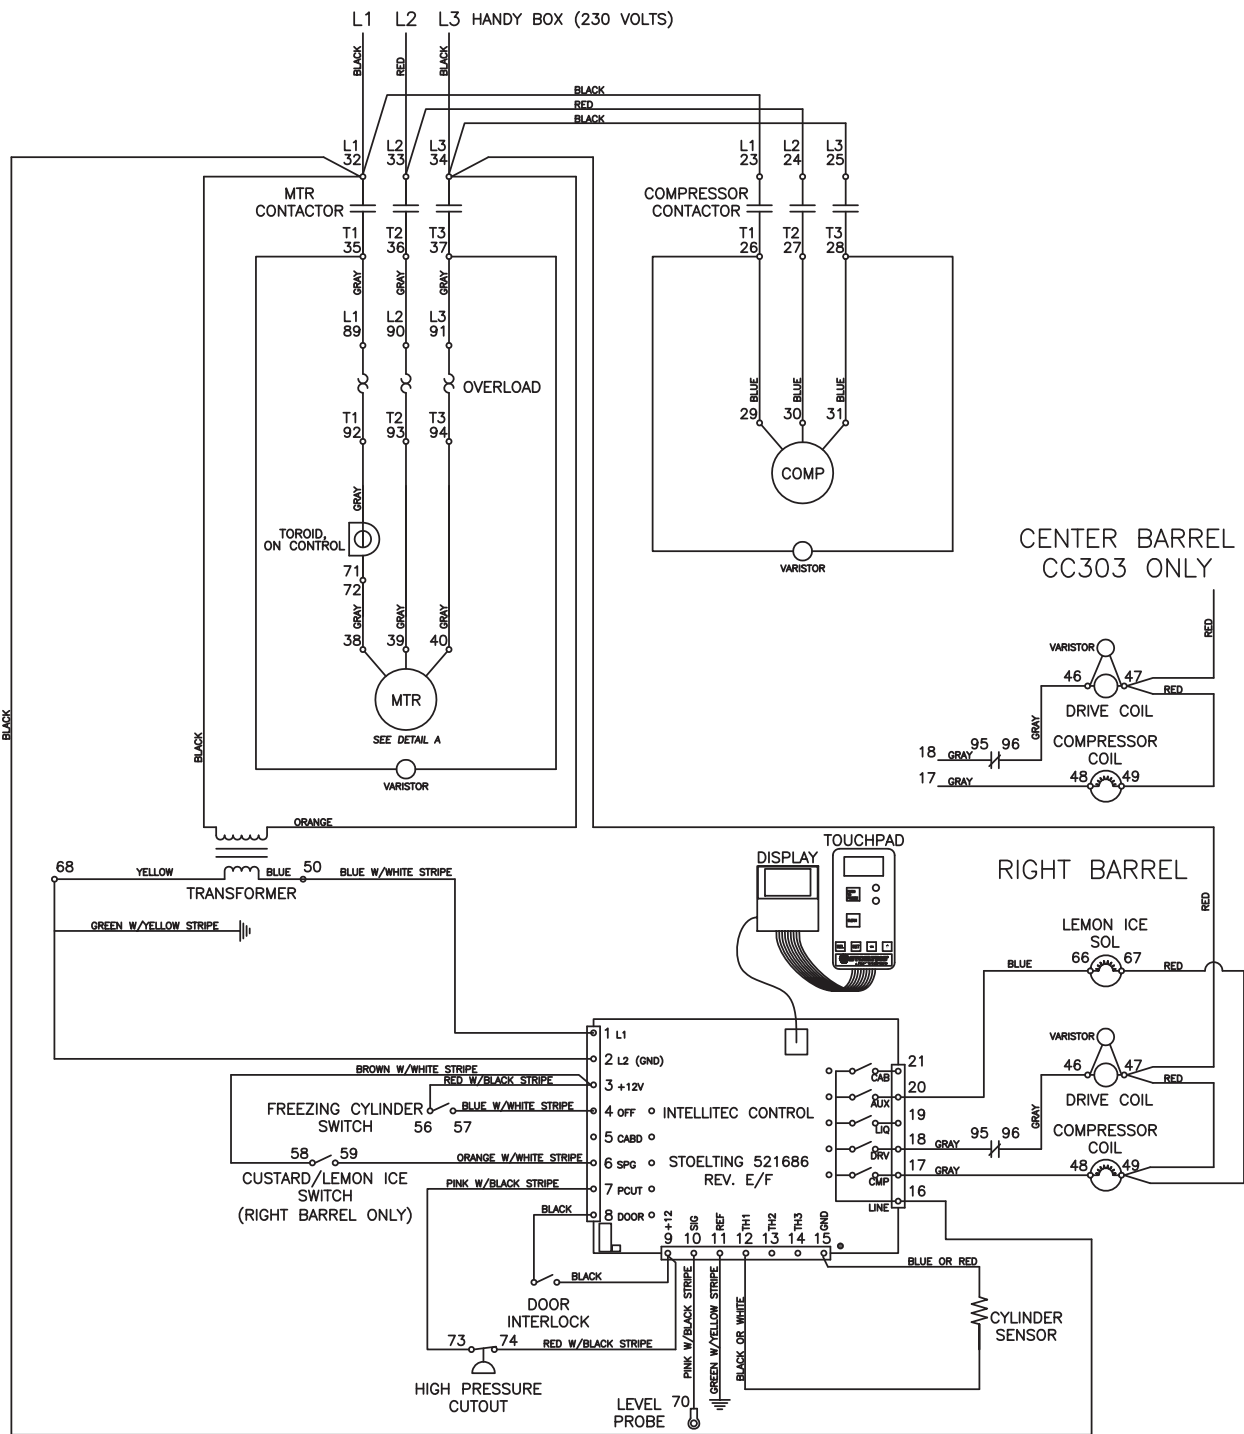 L1 L2 L3 HANDY BOX (230 VOLTS)
BLACK
RED
BLACK
BLACK
RED
BLACK
L1
32
L2
33
L3
34
L1
23
L2
24
L3
25
MTR
CONTACTOR
COMPRESSOR
CONTACTOR
T1
35
T2
36
T3
37
T1
26
T2
27
T3
28
GRAY
GRAY
GRAY
L1
89
L2
90
L3
91
OVERLOAD
BLUE
BLUE
BLUE
T1
92
T2
93
T3
94
29
30
31
COMP
GRAY
TOROID,
ON CONTROL
71
72
VARISTOR
GRAY
GRAY
GRAY
38
39
40
MTR
SEE DETAIL A
VARISTOR
BLACK
BLACK
CENTER BARREL
CC303 ONLY
RED
VARISTOR
46
47
RED
DRIVE COIL
GRAY
18 GRAY
95 96
COMPRESSOR
COIL
17 GRAY
48
49
ORANGE
68
YELLOW
BLUE
50
BLUE W/WHITE STRIPE
TRANSFORMER
GREEN W/YELLOW STRIPE
DISPLAY
TOUCHPAD
RIGHT BARREL
RED
LEMON ICE
SOL
66
67
BLUE
RED
VARISTOR
46
47
RED
DRIVE COIL
GRAY
95 96
COMPRESSOR
COIL
48
49
1 L1
2 L2 (GND)
BROWN W/WHITE STRIPE
RED W/BLACK STRIPE
3 +12V
FREEZING CYLINDER
SWITCH
56 57
BLUE W/WHITE STRIPE
4 OFF
INTELLITEC CONTROL
5 CABD
58
59
ORANGE W/WHITE STRIPE
6 SPG
STOELTING 521686
REV. E/F
CUSTARD/LEMON ICE
SWITCH
(RIGHT BARREL ONLY)
PINK W/BLACK STRIPE
7 PCUT
BLACK
8 DOOR
21
CAB
20
AUX
19
LIQ
18 GRAY
DRV
17 GRAY
CMP
16
LINE
+12
9
SIG
10
REF
11
TH1
12
TH2
13
TH3
14
GND
15
BLACK
DOOR
INTERLOCK
BLUE OR RED
CYLINDER
SENSOR
73
74
RED W/BLACK STRIPE
HIGH PRESSURE
CUTOUT
PINK W/BLACK STRIPE
GREEN W/YELLOW STRIPE
BLACK OR WHITE
LEVEL
PROBE
70